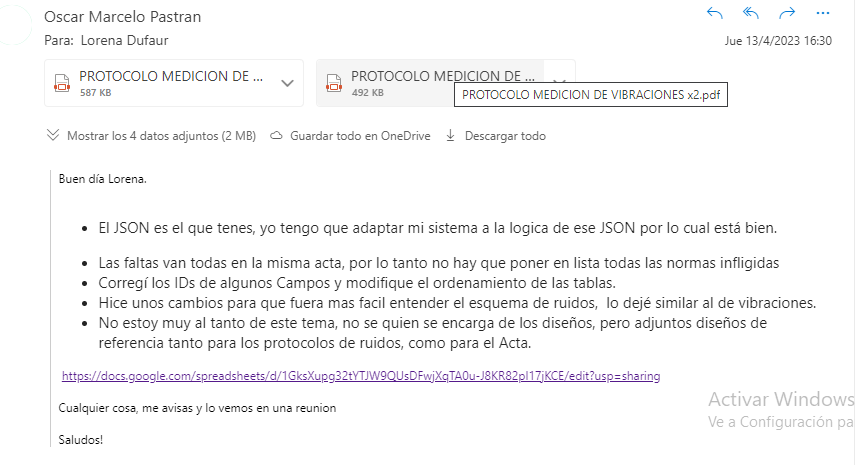 Oscar Marcelo Pastran
Para: Lorena Dufaur
Jue 13/4/2023 16:30
PROTOCOLO MEDICION DE ...
587 KB
PROTOCOLO MEDICION DE ...
492 KB
PROTOCOLO MEDICION DE VIBRACIONES x2.pdf
Mostrar los 4 datos adjuntos (2 MB)
Guardar todo en OneDrive
Descargar todo
Buen día Lorena.
• El JSON es el que tenes, yo tengo que adaptar mi sistema a la logica de ese JSON por lo cual está bien.
• Las faltas van todas en la misma acta, por lo tanto no hay que poner en lista todas las normas infligidas
• Corregí los IDs de algunos Campos y modifique el ordenamiento de las tablas.
• Hice unos cambios para que fuera mas facil entender el esquema de ruidos, lo dejé similar al de vibraciones.
• No estoy muy al tanto de este tema, no se quien se encarga de los diseños, pero adjuntos diseños de
referencia tanto para los protocolos de ruidos, como para el Acta.
https://docs.google.com/spreadsheets/d/1GksXupg32tYTJW9QUsDFwjXqTA0u-J8KR82pI17jKCE/edit?usp=sharing
Cualquier cosa, me avisas y lo vemos en una reunion
Saludos!
Activar Windows
Ve a Configuración pa